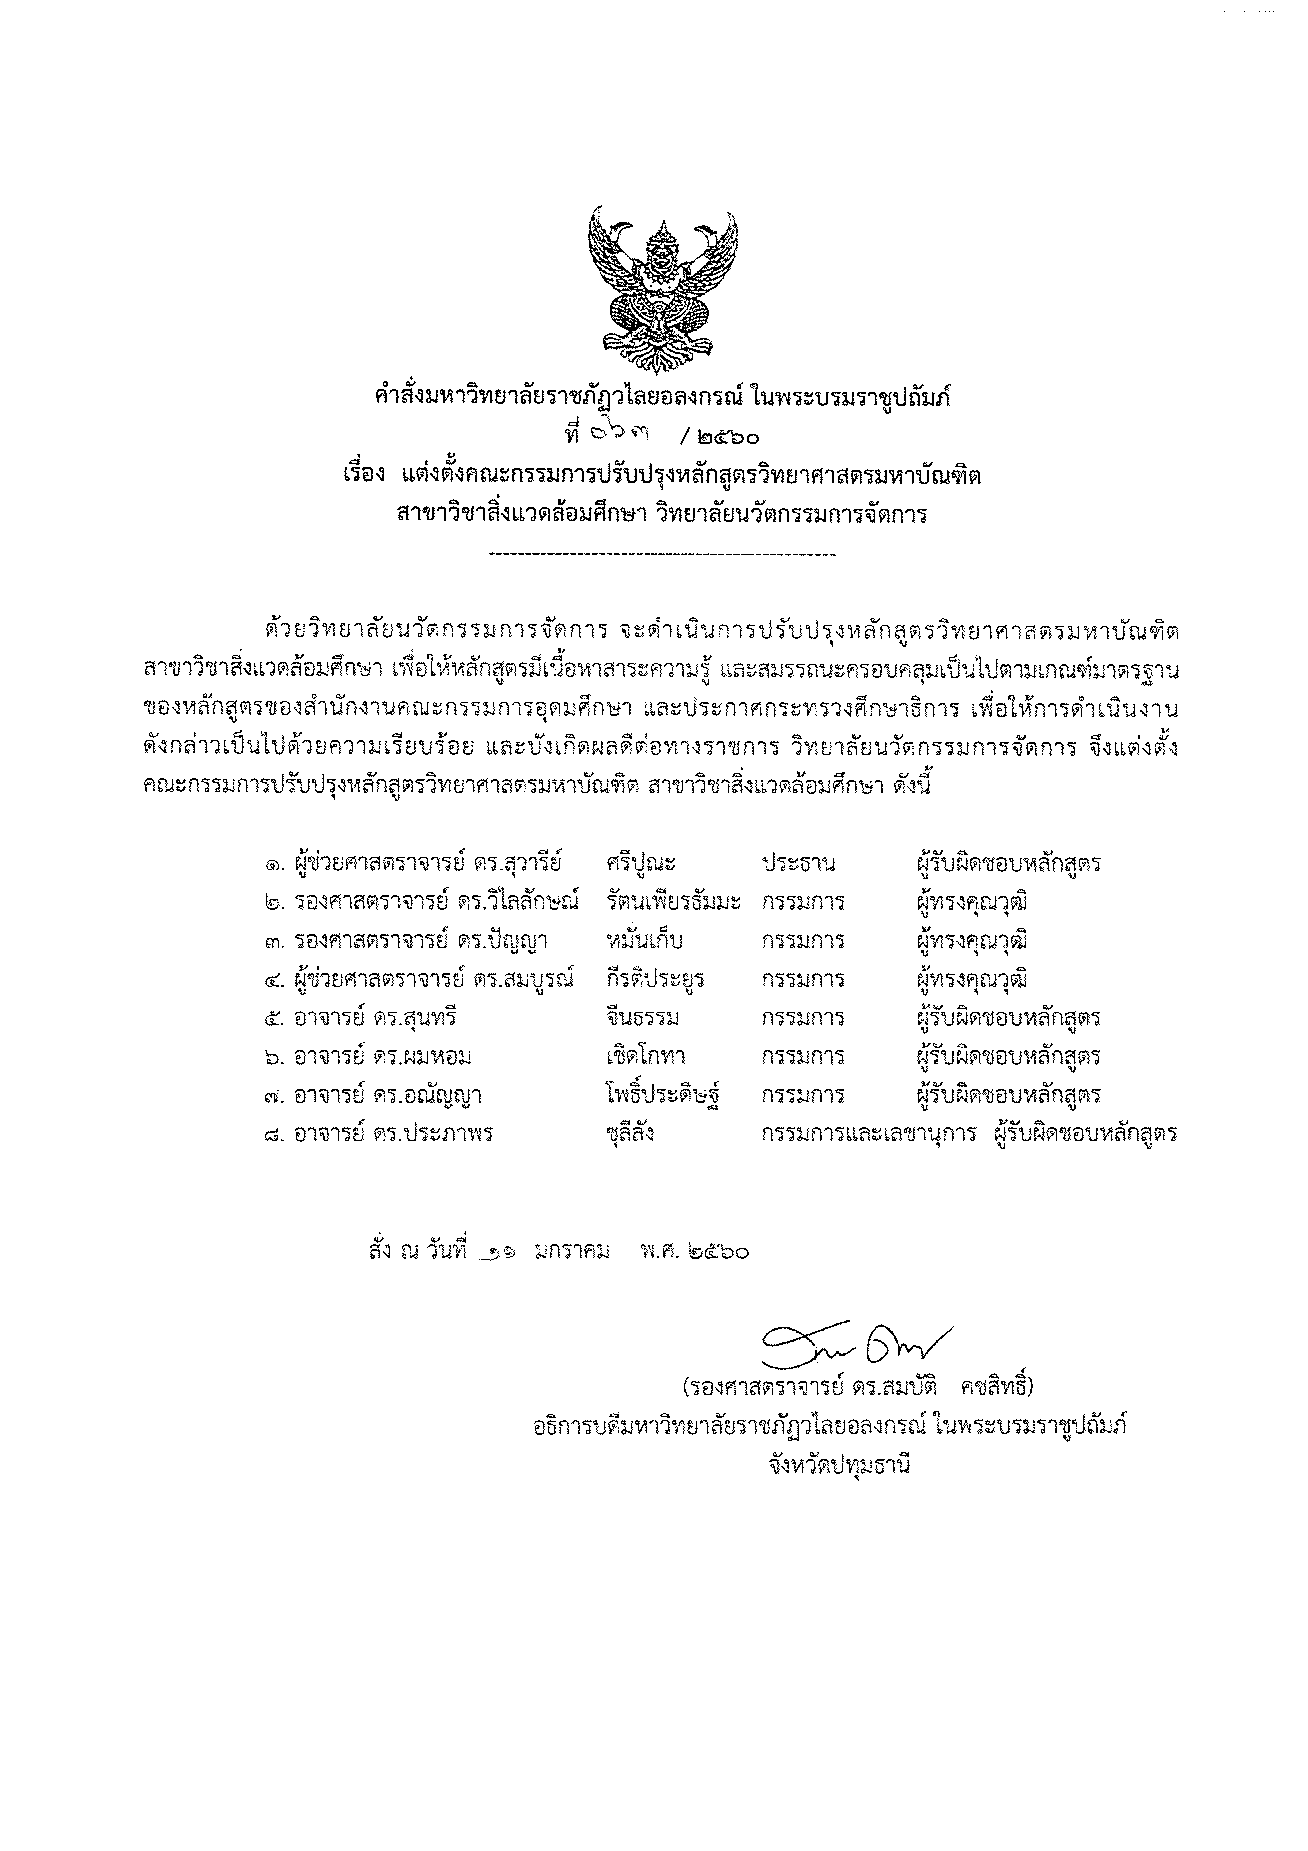 คำสั่งมหาวิทยาลัยราชภัฏวไลยอลงกรณ์ ในพระบรมราชูปถัมภ์
ที่ ๐๖๓ / ๒๕๖๐
เรื่อง แต่งตั้งคณะกรรมการปรับปรุงหลักสูตรวิทยาศาสตรมหาบัณฑิต
สาขาวิชาสิ่งแวดล้อมศึกษา วิทยาลัยนวัตกรรมการจัดการ
ด้วยวิทยาลัยนวัตกรรมการจัดการ จะดำเนินการปรับปรุงหลักสูตรวิทยาศาสตรมหาบัณฑิต
สาขาวิชาสิ่งแวดล้อมศึกษา เพื่อให้หลักสูตรมีเนื้อหาสาระความรู้ และสมรรถนะครอบคลุมเป็นไปตามเกณฑ์มาตรฐาน
ของหลักสูตรของสำนักงานคณะกรรมการอุดมศึกษา และประกาศกระทรวงศึกษาธิการ เพื่อให้การดำเนินงาน
ดังกล่าวเป็นไปด้วยความเรียบร้อย และบังเกิดผลดีต่อทางราชการ วิทยาลัยนวัตกรรมการจัดการ จึงแต่งตั้ง
คณะกรรมการปรับปรุงหลักสูตรวิทยาศาสตรมหาบัณฑิต สาขาวิชาสิ่งแวดล้อมศึกษา ดังนี้
๑. ผู้ช่วยศาสตราจารย์ ดร.สุวารีย์ ศรีปูณะ ประธาน ผู้รับผิดชอบหลักสูตร
๒. รองศาสตราจารย์ ดร.วิไลลักษณ์ รัตนเพียรธัมมะ กรรมการ ผู้ทรงคุณวุฒิ
๓. รองศาสตราจารย์ ดร.ปัญญา หมั่นเก็บ กรรมการ ผู้ทรงคุณวุฒิ
๔. ผู้ช่วยศาสตราจารย์ ดร.สมบูรณ์ กีรติประยูร กรรมการ ผู้ทรงคุณวุฒิ
๕. อาจารย์ ดร.สุนทรี จีนธรรม กรรมการ ผู้รับผิดชอบหลักสูตร
๖. อาจารย์ ดร.ผมหอม เชิดโกทา กรรมการ ผู้รับผิดชอบหลักสูตร
๗. อาจารย์ ดร.อณัญญา โพธิ์ประดิษฐ์ กรรมการ ผู้รับผิดชอบหลักสูตร
๘. อาจารย์ ดร.ประภาพร ชุลีลัง กรรมการและเลขานุการ ผู้รับผิดชอบหลักสูตร
สั่ง ณ วันที่ ๑๑ มกราคม พ.ศ. ๒๕๖๐
(รองศาสตราจารย์ ดร.สมบัติ คชสิทธิ์)
อธิการบดีมหาวิทยาลัยราชภัฏวไลยอลงกรณ์ ในพระบรมราชูปถัมภ์
จังหวัดปทุมธานี